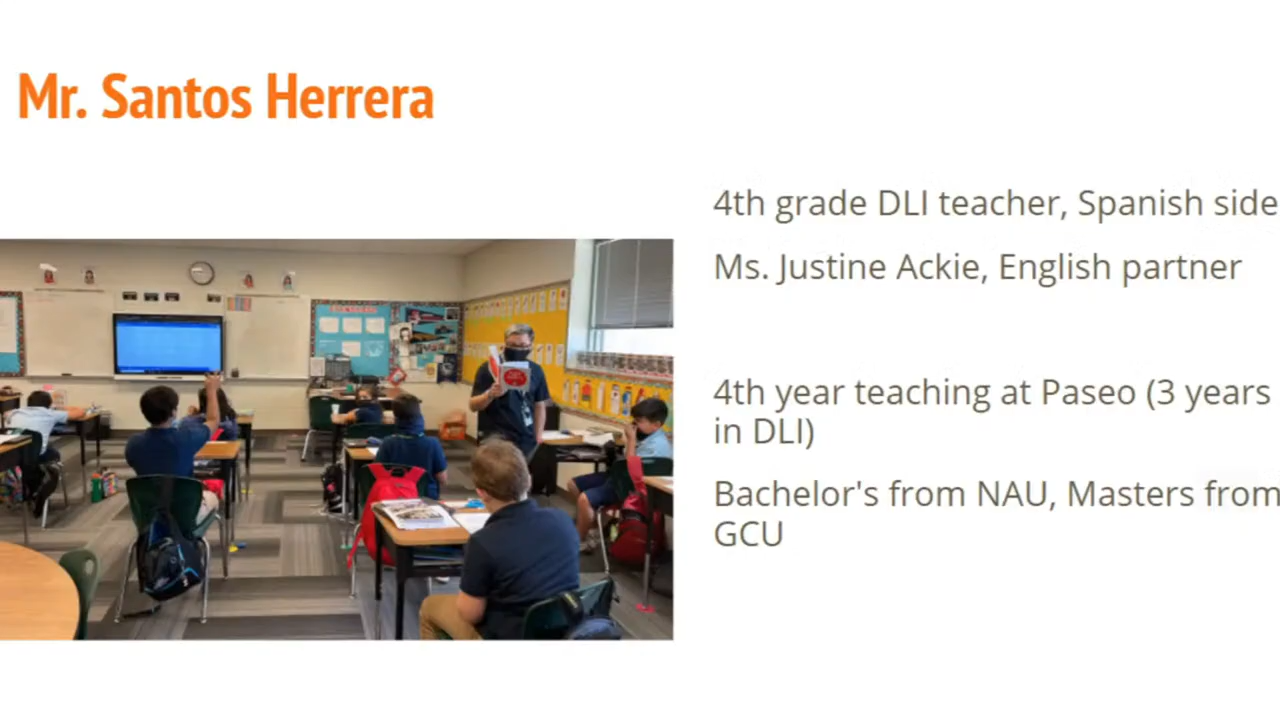 Mr. Santos Herrera
4th grade DLI teacher, Spanish side
Ms. Justine Ackie, English partner
4th year teaching at Paseo (3 years
in DLI)
Bachelor's from NAU, Masters from
GCU